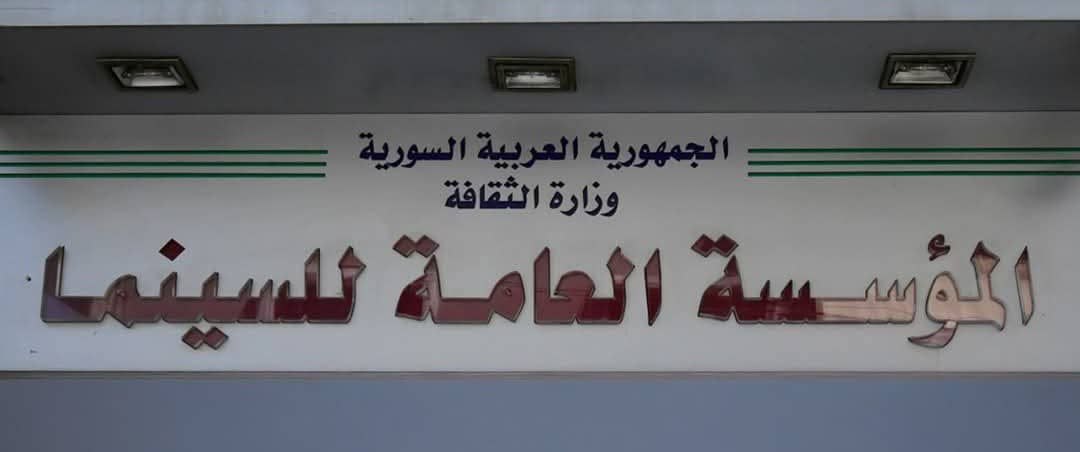 الجمهورية العربية السورية
وزارة الثقافة
المؤسسة العامة للسينما